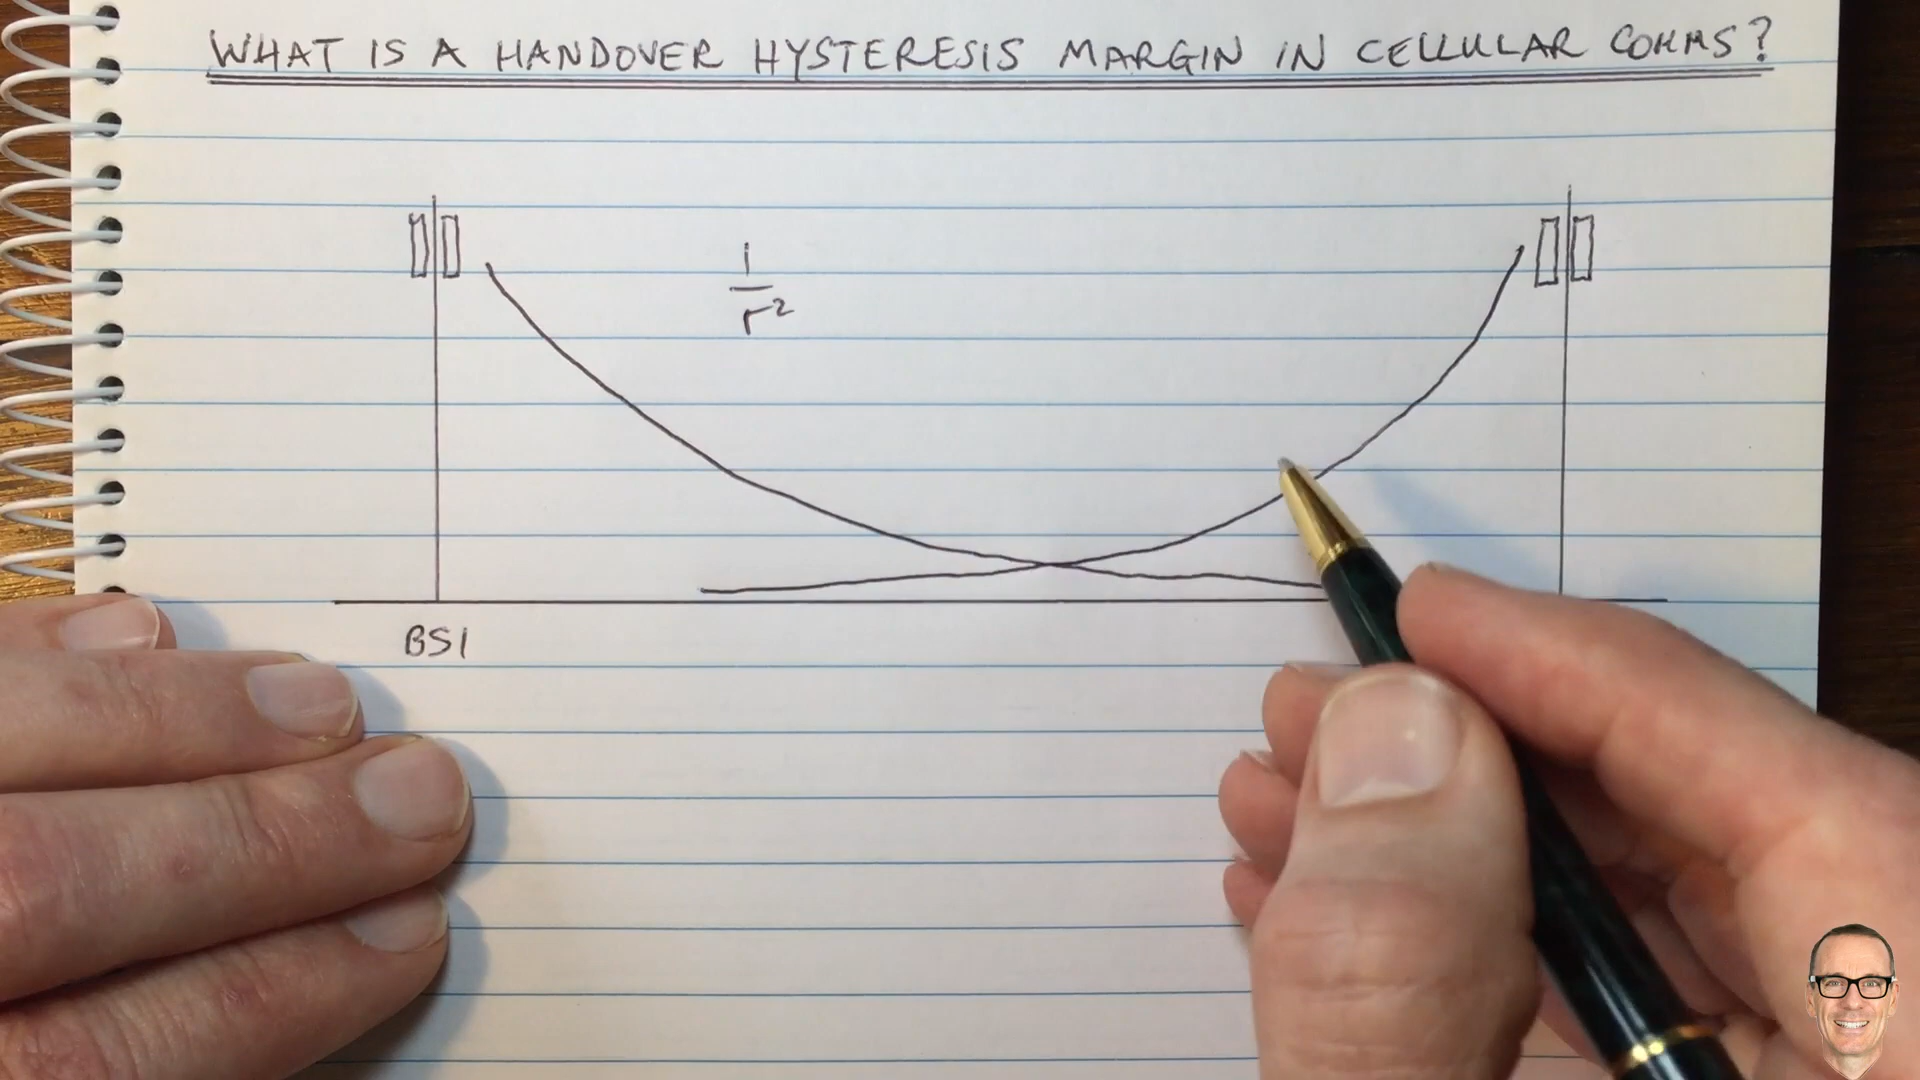 WHAT IS A HANDOVER HYSTERESIS MARGIN IN CELLULAR COMMS?
1
r²
BS1